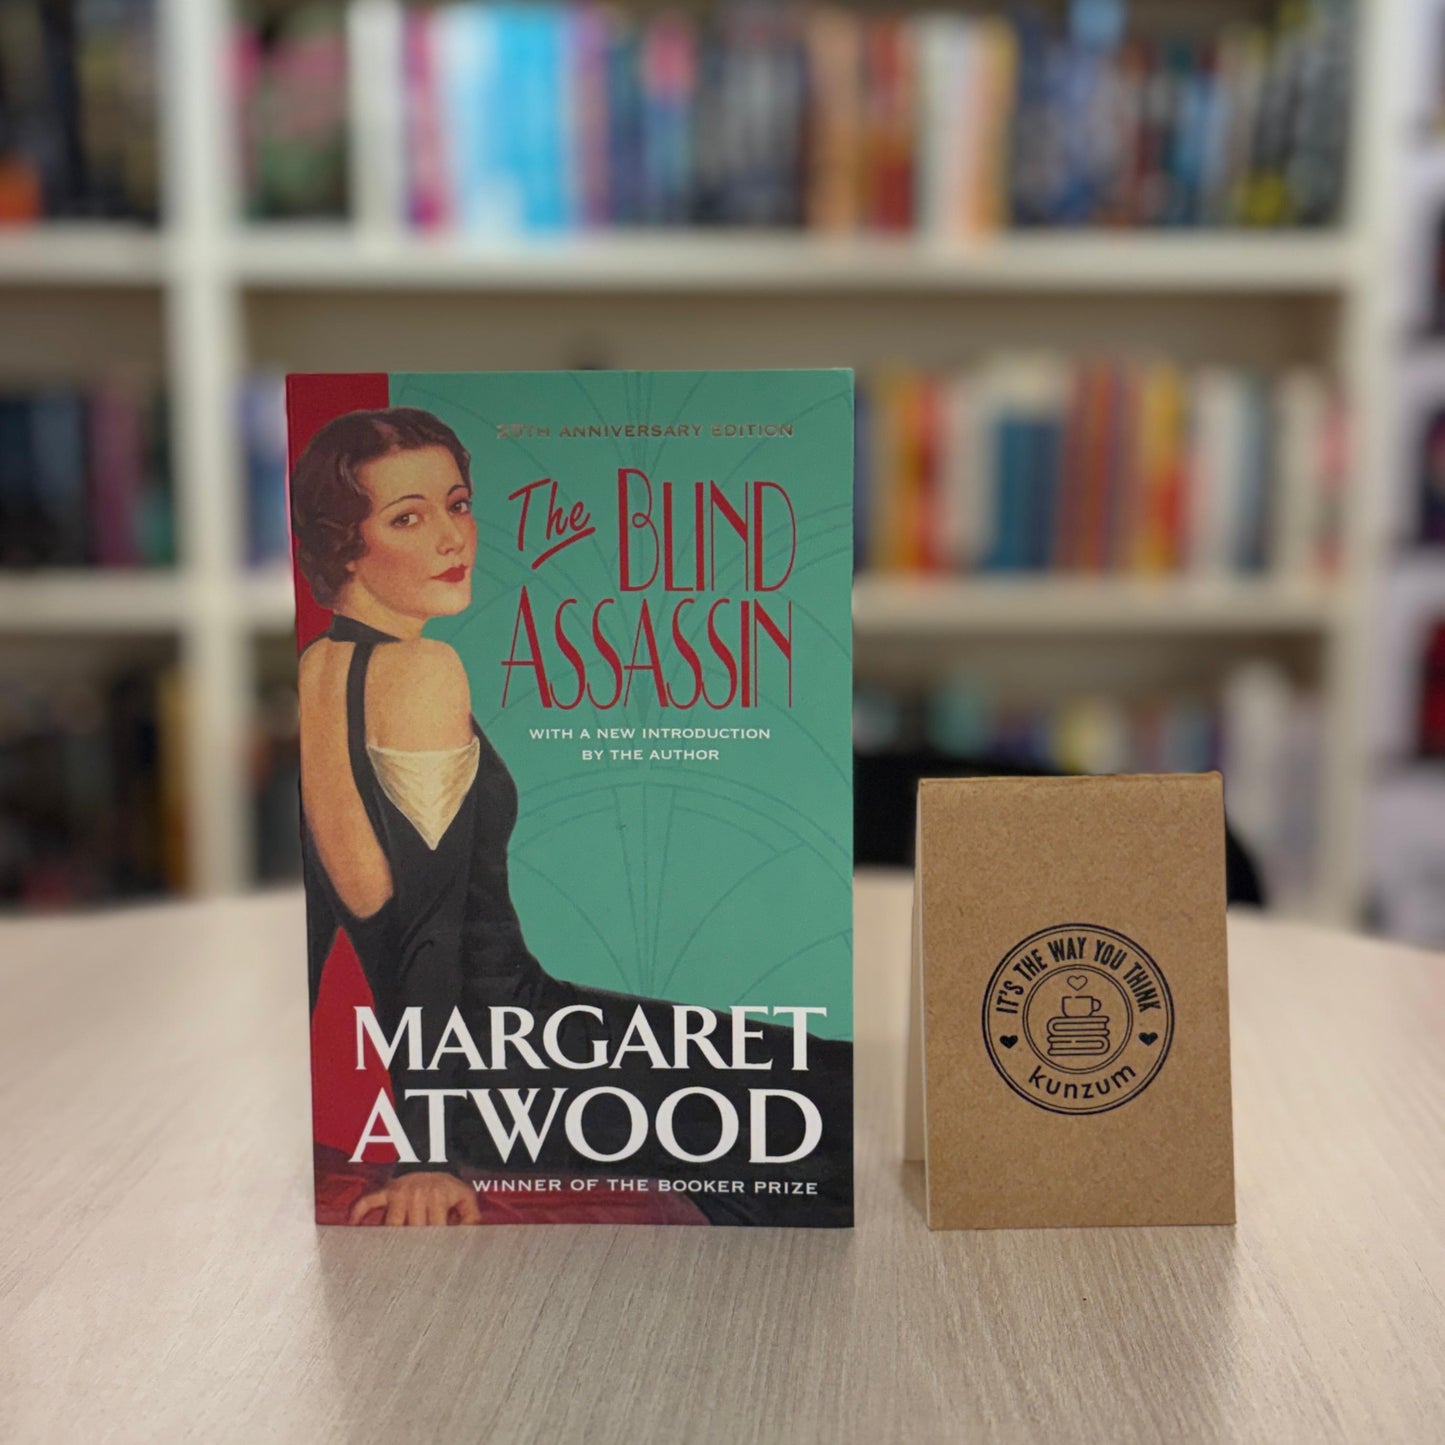 25TH ANNIVERSARY EDITION
The BLIND
ASSASSIN
WITH A NEW INTRODUCTION
BY THE AUTHOR
MARGARET
ATWOOD
WINNER OF THE BOOKER PRIZE
IT'S THE WAY YOU THINK
kunzum